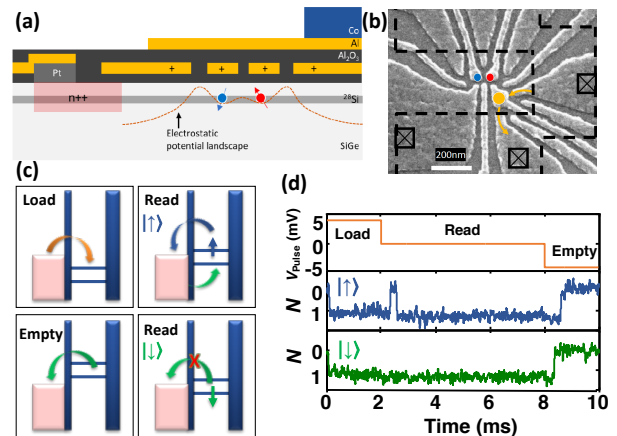 (a)
Co
Al
Al₂O₃
Pt
+ + + +
n++
²⁸Si
Electrostatic
potential landscape
SiGe
(b)
200nm
(c)
Load
Read
|↑⟩
Empty
Read
|↓⟩
X
(d)
V_Pulse (mV)
5
0
-5
Load
Read
Empty
N
0
1
|↑⟩
N
0
1
|↓⟩
0 2 4 6 8 10
Time (ms)